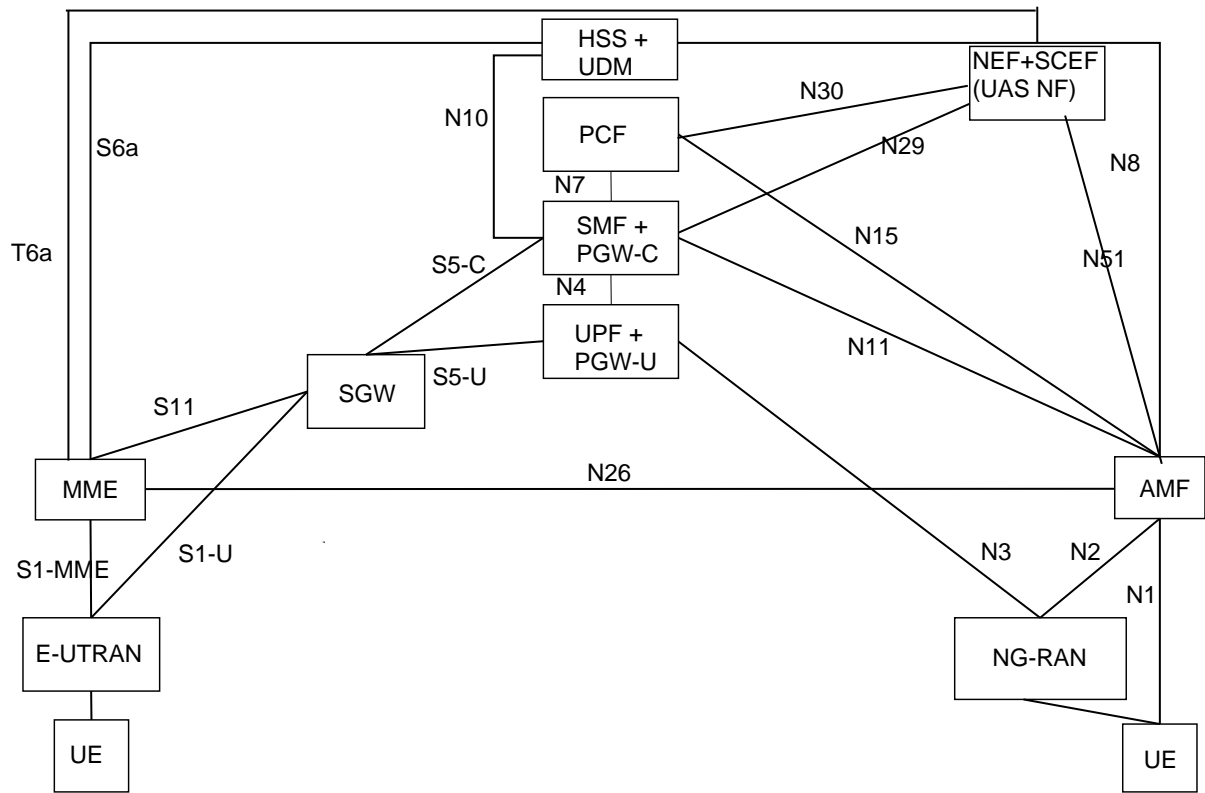 HSS +
UDM
NEF+SCEF
(UAS NF)
N30
N10
PCF
S6a
N29
N8
N7
SMF +
PGW-C
N15
T6a
S5-C
N51
N4
UPF +
PGW-U
N11
S5-U
SGW
S11
N26
MME
AMF
S1-U
N3
N2
S1-MME
N1
E-UTRAN
NG-RAN
UE
UE